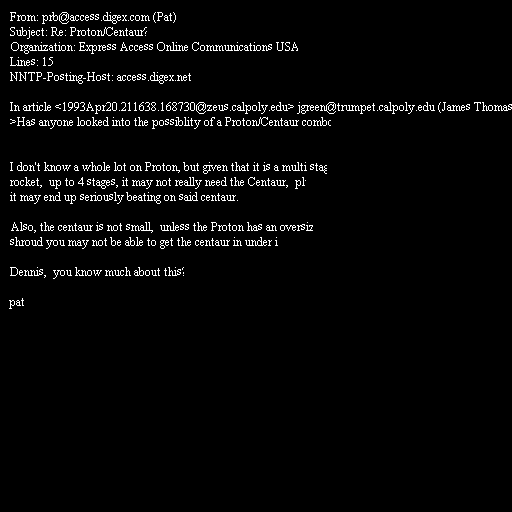 From: prb@access.digex.com (Pat)
Subject: Re: Proton/Centaur?
Organization: Express Access Online Communications USA
Lines: 15
NNTP-Posting-Host: access.digex.net
In article <1993Apr20.211638.168730@zeus.calpoly.edu> jgreen@trumpet.calpoly.edu (James Thomas
>Has anyone looked into the possiblity of a Proton/Centaur combo
I don't know a whole lot on Proton, but given that it is a multi
rocket,  up to 4 stages, it may not really need the Centaur,
it may end up seriously beating on said centaur.
Also, the centaur is not small,  unless the Proton has an
shroud you may not be able to get the centaur in under
Dennis,  you know much about this?
pat